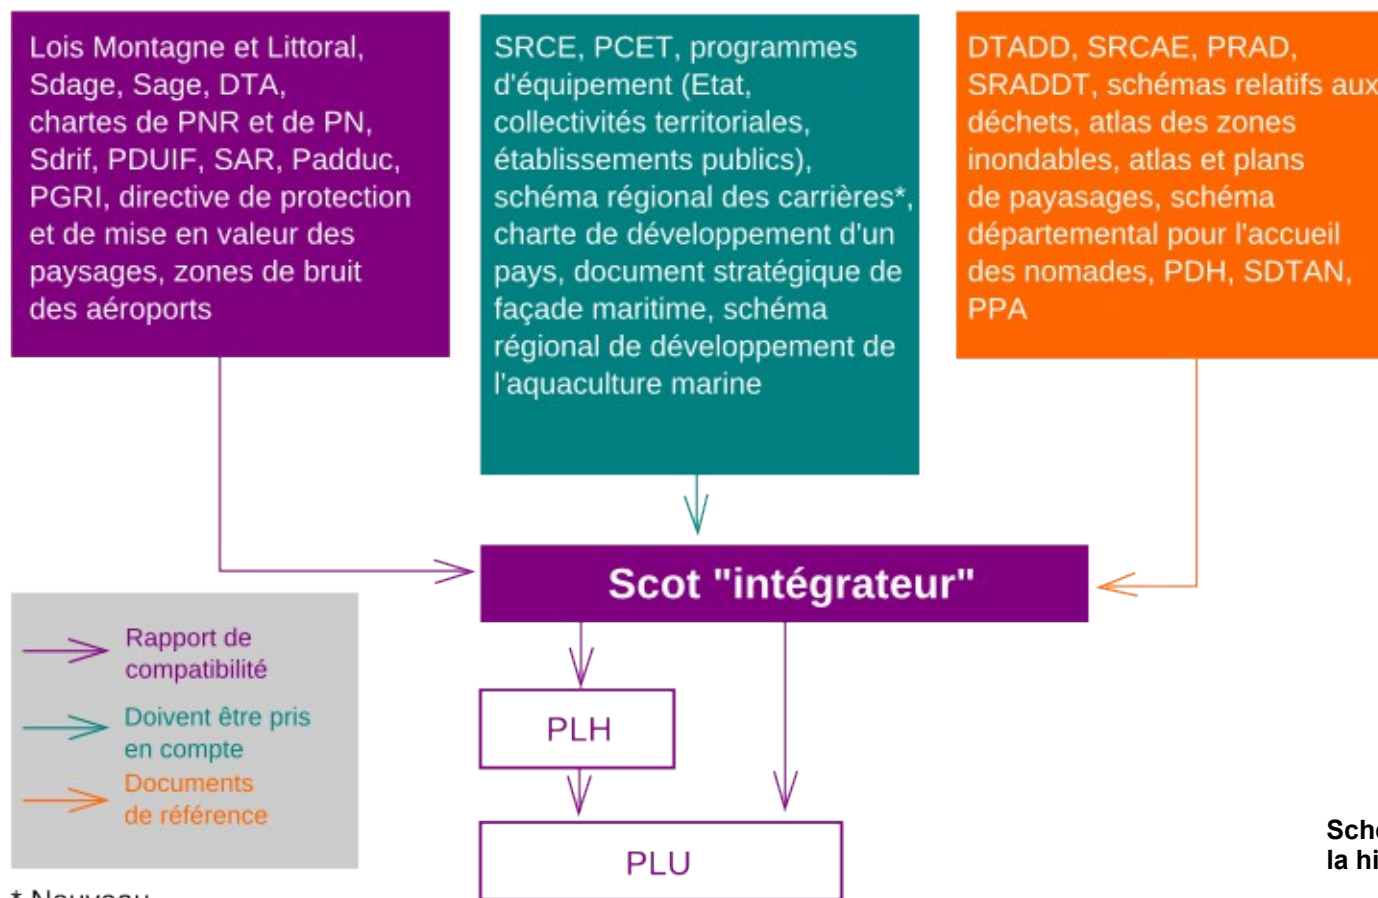 Lois Montagne et Littoral,
Sdage, Sage, DTA,
chartes de PNR et de PN,
Sdrif, PDUIF, SAR, Padduc,
PGRI, directive de protection
et de mise en valeur des
paysages, zones de bruit
des aéroports
SRCE, PCET, programmes
d'équipement (Etat,
collectivités territoriales,
établissements publics),
schéma régional des carrières*,
charte de développement d'un
pays, document stratégique de
façade maritime, schéma
régional de développement de
l'aquaculture marine
DTADD, SRCAE, PRAD,
SRADDT, schémas relatifs aux
déchets, atlas des zones
inondables, atlas et plans
de payasages, schéma
départemental pour l'accueil
des nomades, PDH, SDTAN,
PPA
Scot "intégrateur"
Rapport de
compatibilité
Doivent être pris
en compte
Documents
de référence
PLH
PLU
* Nouveau
la